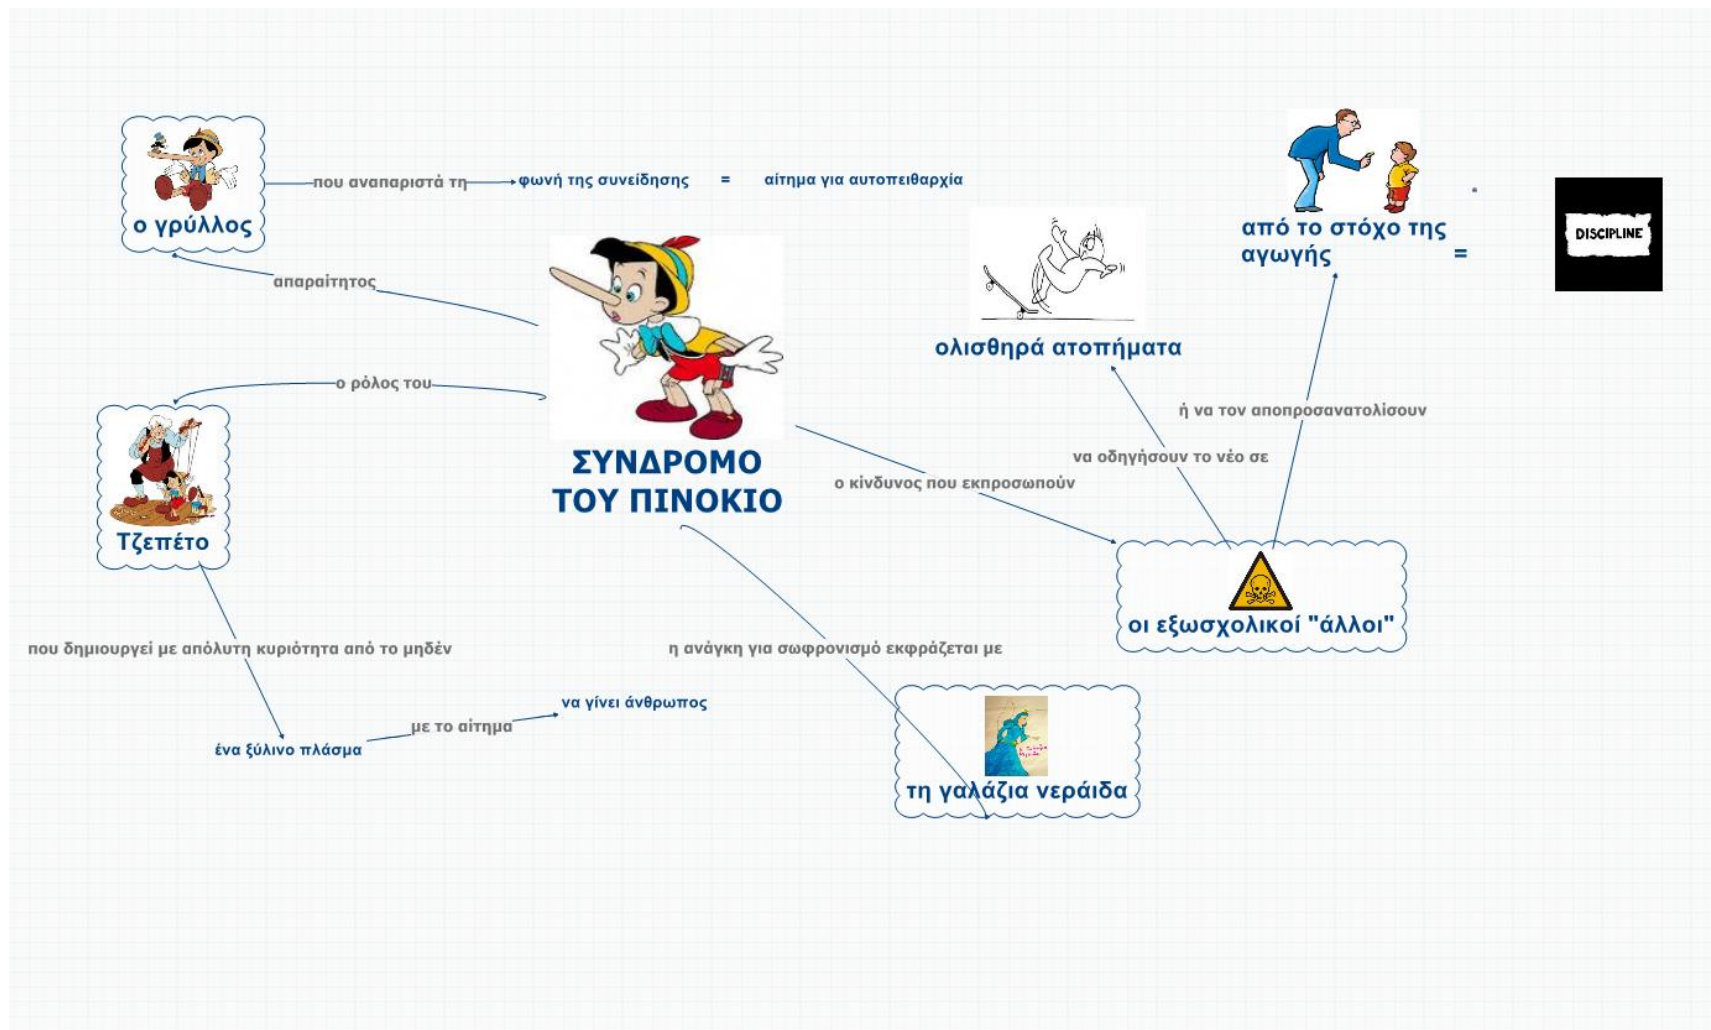 ο γρύλλος
που αναπαριστά τη
φωνή της συνείδησης = αίτημα για αυτοπειθαρχία
από το στόχο της
αγωγής =
DISCIPLINE
απαραίτητος
ολισθηρά ατοπήματα
ο ρόλος του
ή να τον αποπροσανατολίσουν
να οδηγήσουν το νέο σε
ΣΥΝΔΡΟΜΟ
ΤΟΥ ΠΙΝΟΚΙΟ
ο κίνδυνος που εκπροσωπούν
Τζεπέτο
οι εξωσχολικοί "άλλοι"
που δημιουργεί με απόλυτη κυριότητα από το μηδέν
η ανάγκη για σωφρονισμό εκφράζεται με
να γίνει άνθρωπος
με το αίτημα
ένα ξύλινο πλάσμα
τη γαλάζια νεράιδα